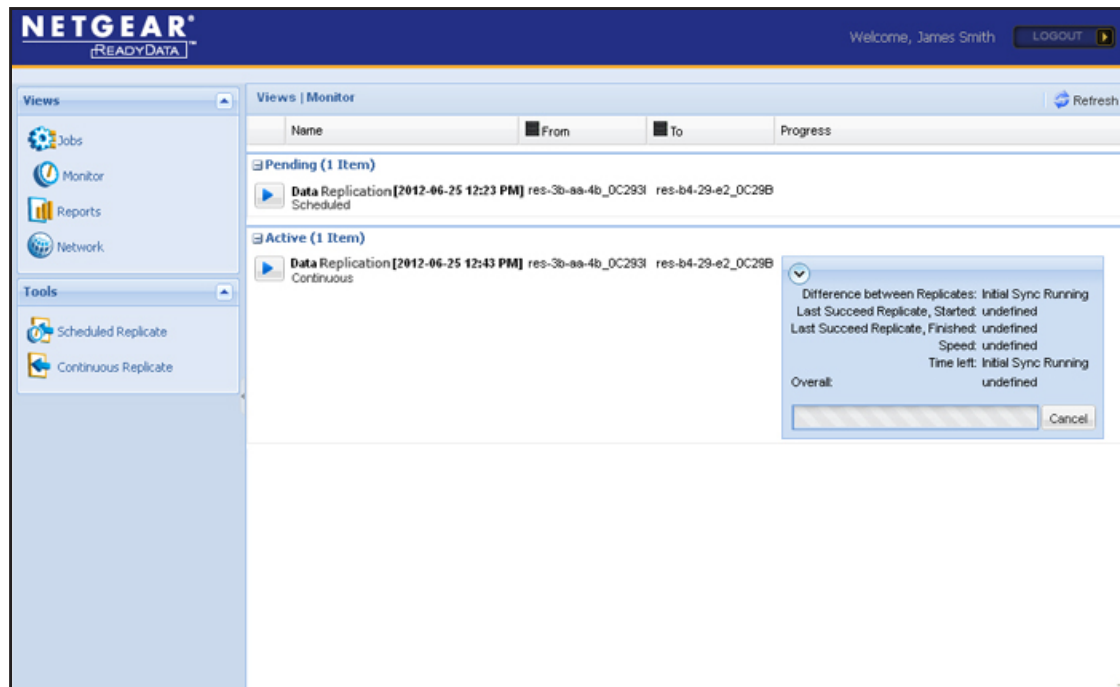 NETGEAR®
READYDATA™
Welcome, James Smith
LOGOUT
Views
Jobs
Monitor
Reports
Network
Tools
Scheduled Replicate
Continuous Replicate
Views | Monitor
Refresh
Name From To Progress
Pending (1 Item)
Data Replication [2012-06-25 12:23 PM] res-3b-aa-4b_0C293 res-b4-29-e2_0C29B
Scheduled
Active (1 Item)
Data Replication [2012-06-25 12:43 PM] res-3b-aa-4b_0C293 res-b4-29-e2_0C29B
Continuous
Difference between Replicates: Initial Sync Running
Last Succeed Replicate, Started: undefined
Last Succeed Replicate, Finished: undefined
Speed: undefined
Time left: Initial Sync Running
Overall: undefined
Cancel